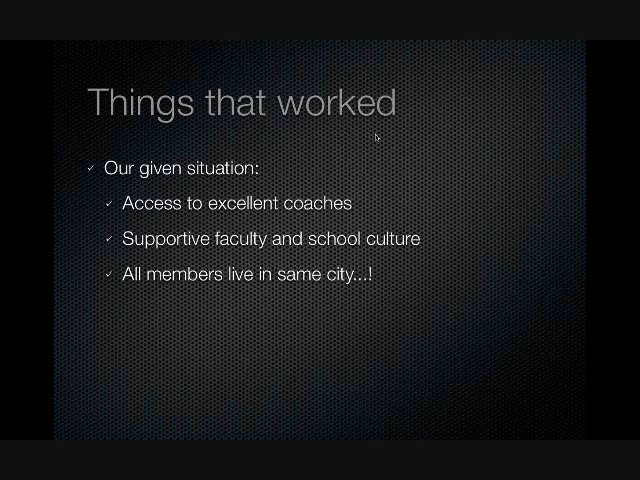 Things that worked
Our given situation:
Access to excellent coaches
Supportive faculty and school culture
All members live in same city...!